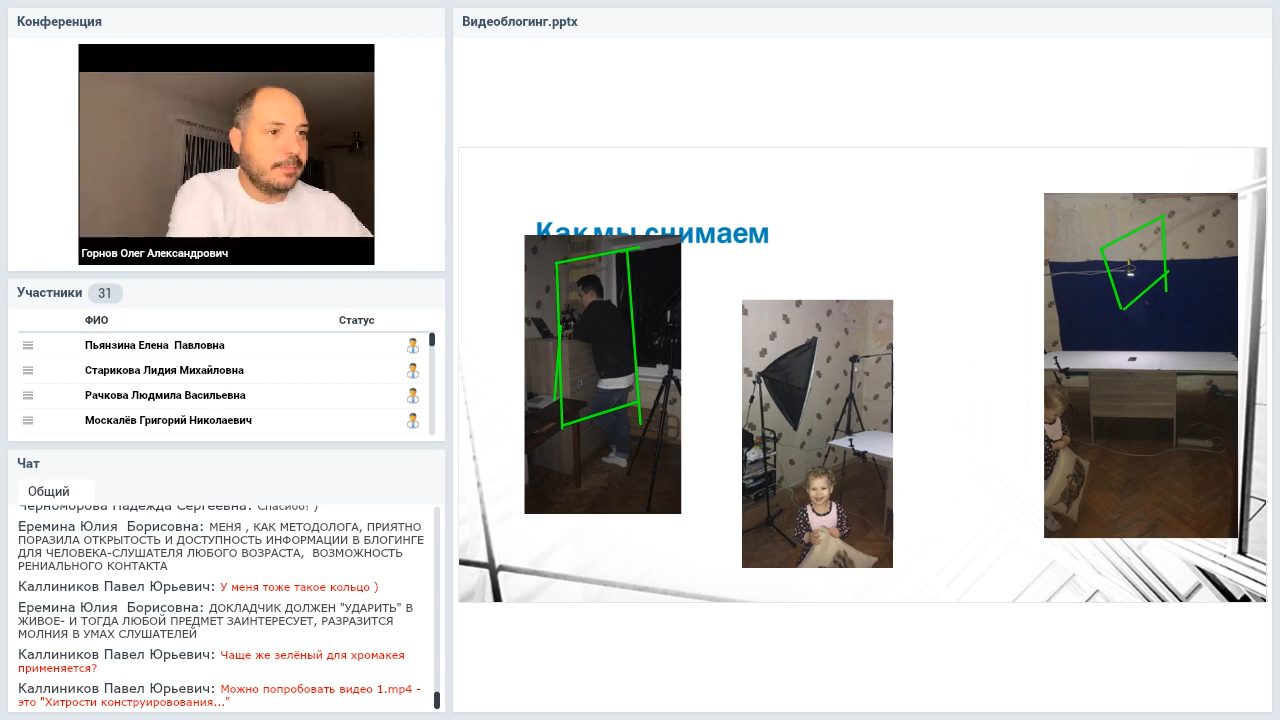 Конференция
Горнов Олег Александрович
Участники 31
ФИО Статус
Пьянзина Елена  Павловна
Старикова Лидия Михайловна
Рачкова Людмила Васильевна
Москалёв Григорий Николаевич
Чат
Общий
Черноморова Надежда Сергеевна: Спасибо! )
Еремина Юлия  Борисовна: МЕНЯ , КАК МЕТОДОЛОГА, ПРИЯТНО
ПОРАЗИЛА ОТКРЫТОСТЬ И ДОСТУПНОСТЬ ИНФОРМАЦИИ В БЛОГИНГЕ
ДЛЯ ЧЕЛОВЕКА-СЛУШАТЕЛЯ ЛЮБОГО ВОЗРАСТА,  ВОЗМОЖНОСТЬ
РЕНИАЛЬНОГО КОНТАКТА
Каллиников Павел Юрьевич: У меня тоже такое кольцо )
Еремина Юлия  Борисовна: ДОКЛАДЧИК ДОЛЖЕН "УДАРИТЬ" В
ЖИВОЕ- И ТОГДА ЛЮБОЙ ПРЕДМЕТ ЗАИНТЕРЕСУЕТ, РАЗРАЗИТСЯ
МОЛНИЯ В УМАХ СЛУШАТЕЛЕЙ
Каллиников Павел Юрьевич: Чаще же зелёный для хромакея
применяется?
Каллиников Павел Юрьевич: Можно попробовать видео 1.mp4 -
это "Хитрости конструировования..."
Видеоблогинг.pptx
Как мы снимаем